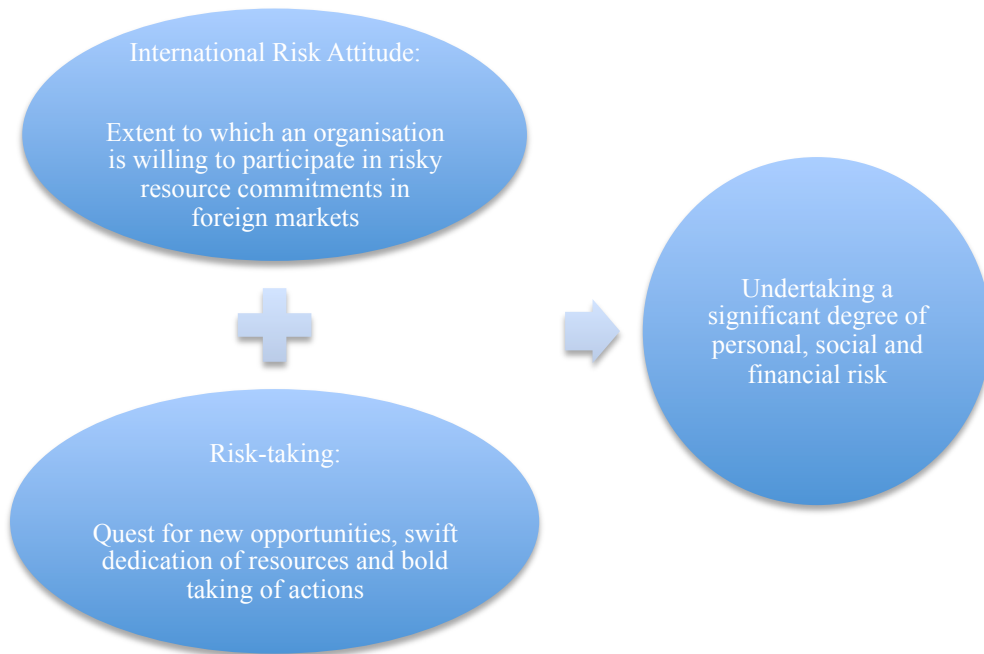 International Risk Attitude:
Extent to which an organisation
is willing to participate in risky
resource commitments in
foreign markets
Risk-taking:
Quest for new opportunities, swift
dedication of resources and bold
taking of actions
Undertaking a
significant degree of
personal, social and
financial risk